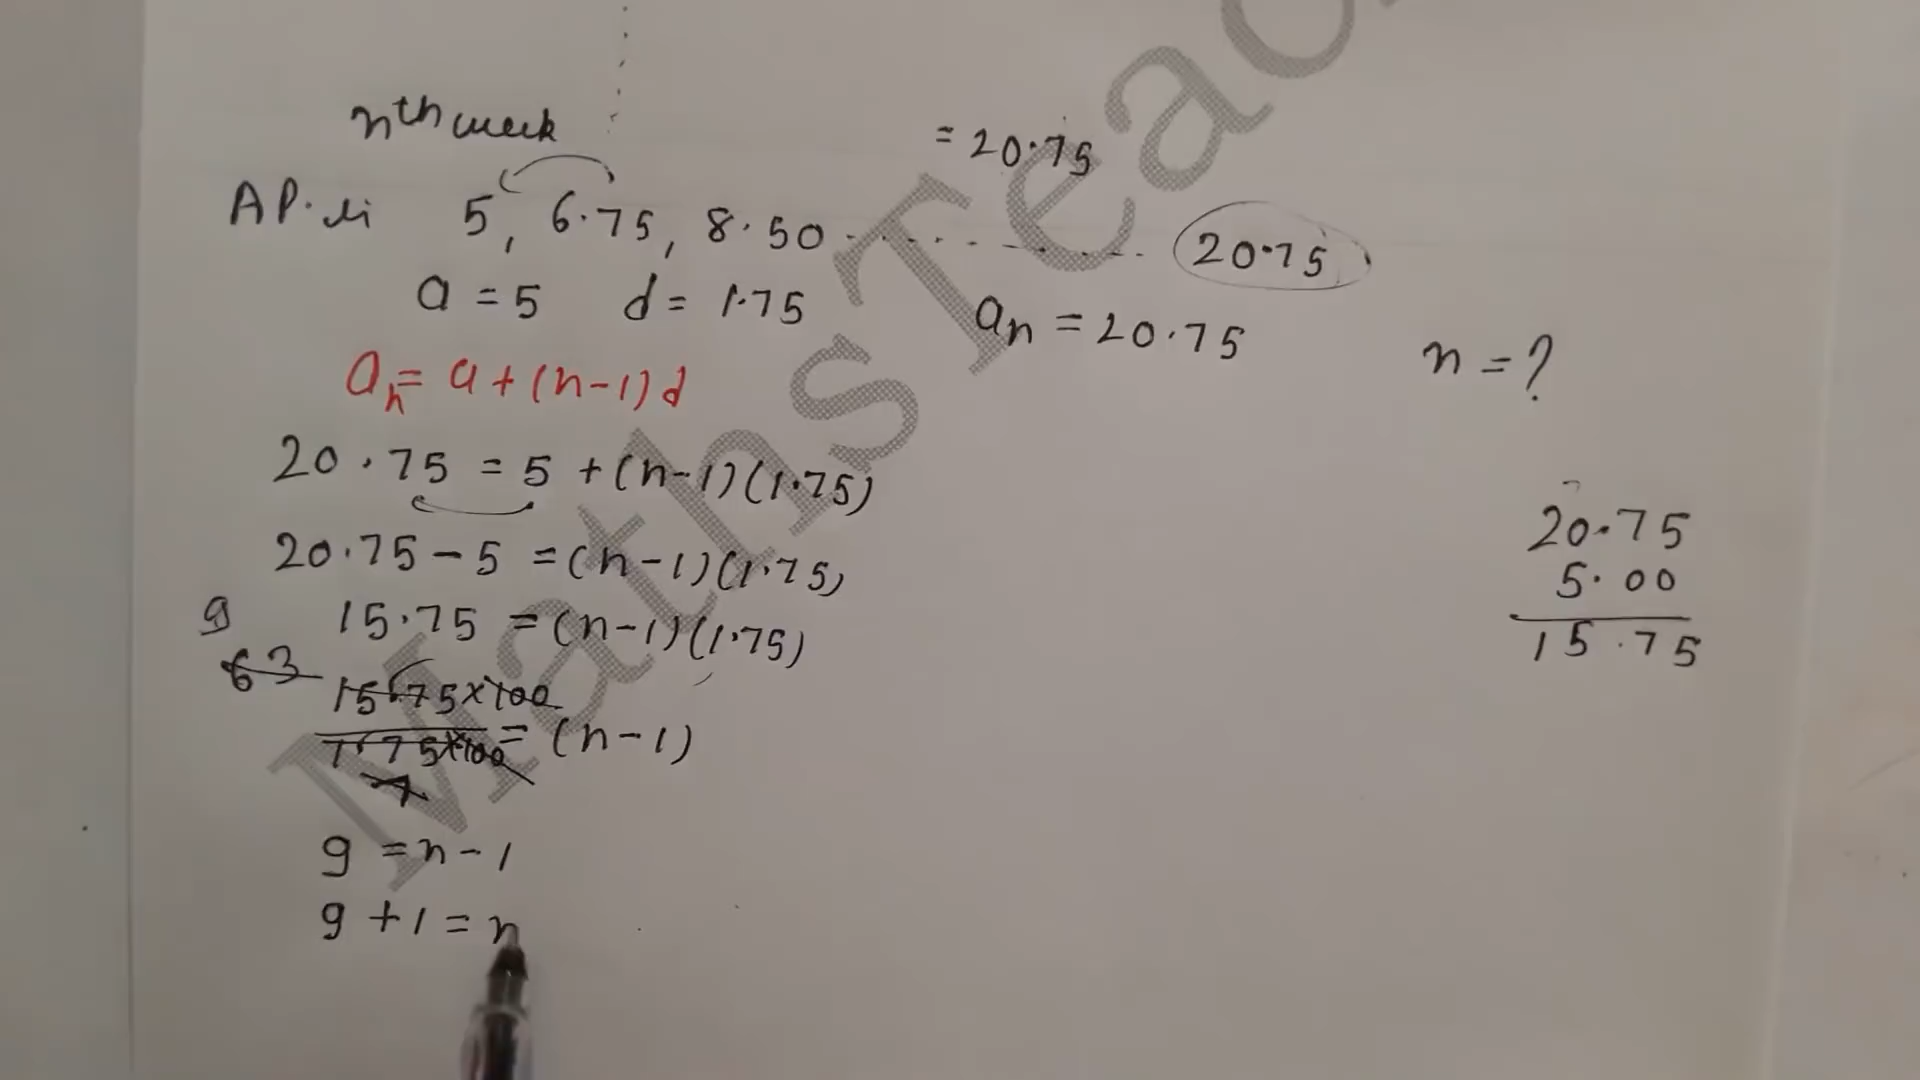 nth week
= 20.75
AP. is 5, 6.75, 8.50 ............ 20.75
a = 5 d = 1.75 an = 20.75 n = ?
an = a + (n-1)d
20.75 = 5 + (n-1)(1.75)
20.75 - 5 = (n-1)(1.75)
15.75 = (n-1)(1.75)
9
63
15.75×100
1.75×100 = (n-1)
7
9 = n - 1
9 + 1 = n
20.75
5.00
15.75
Maths Teac